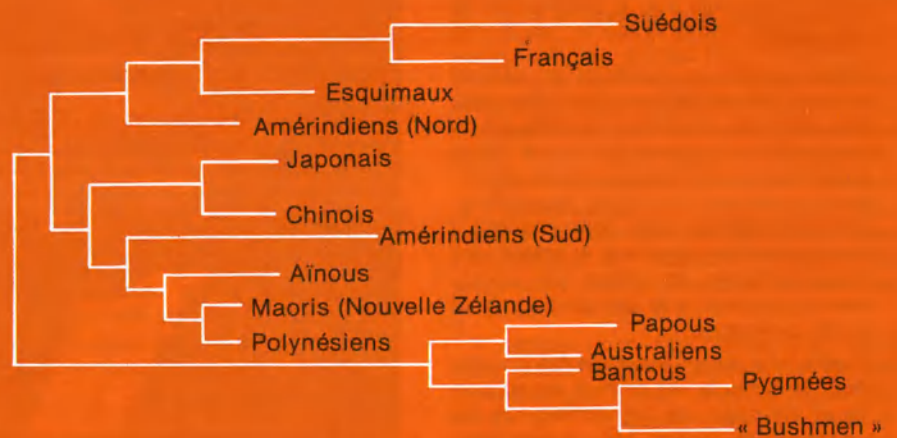 Suédois
Français
Esquimaux
Amérindiens (Nord)
Japonais
Chinois
Amérindiens (Sud)
Aïnous
Maoris (Nouvelle Zélande)
Polynésiens
Papous
Australiens
Bantous
Pygmées
« Bushmen »